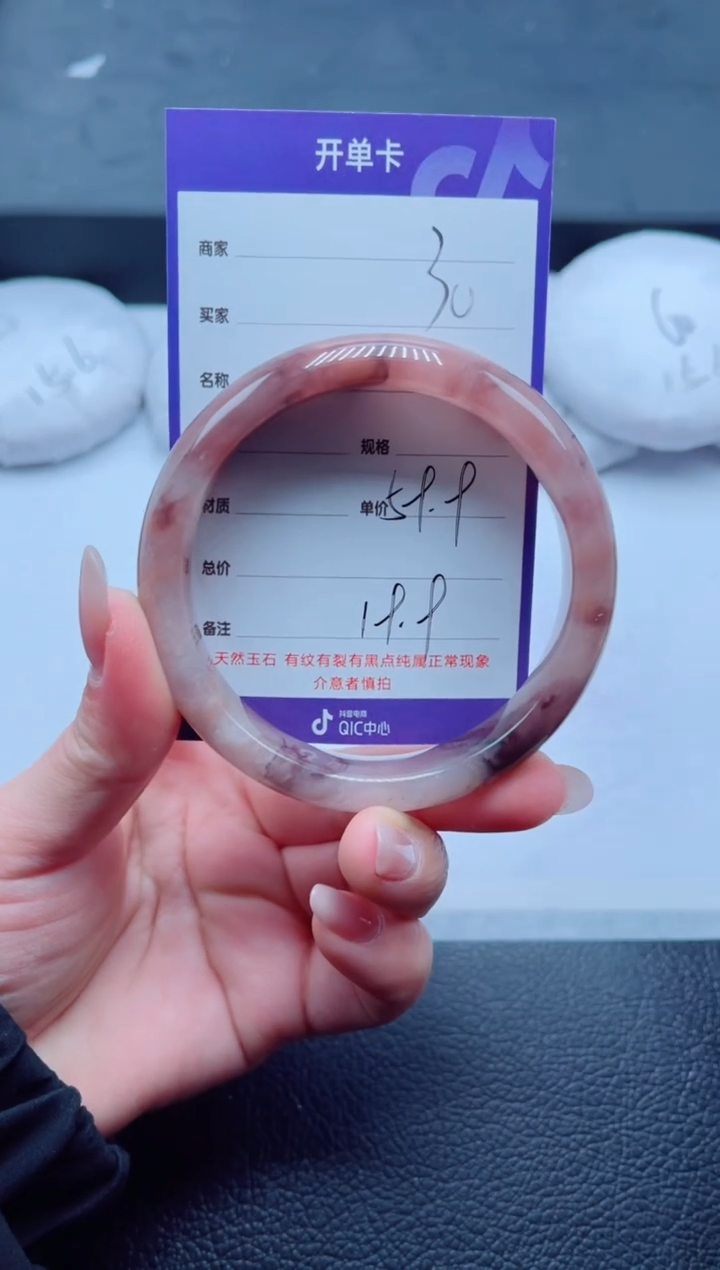 开单卡
商家
30
买家
名称
规格
材质 单价 59.9
总价
备注 19.9
天然玉石 有纹有裂有黑点纯属正常现象
介意者慎拍
抖音电商
QIC中心